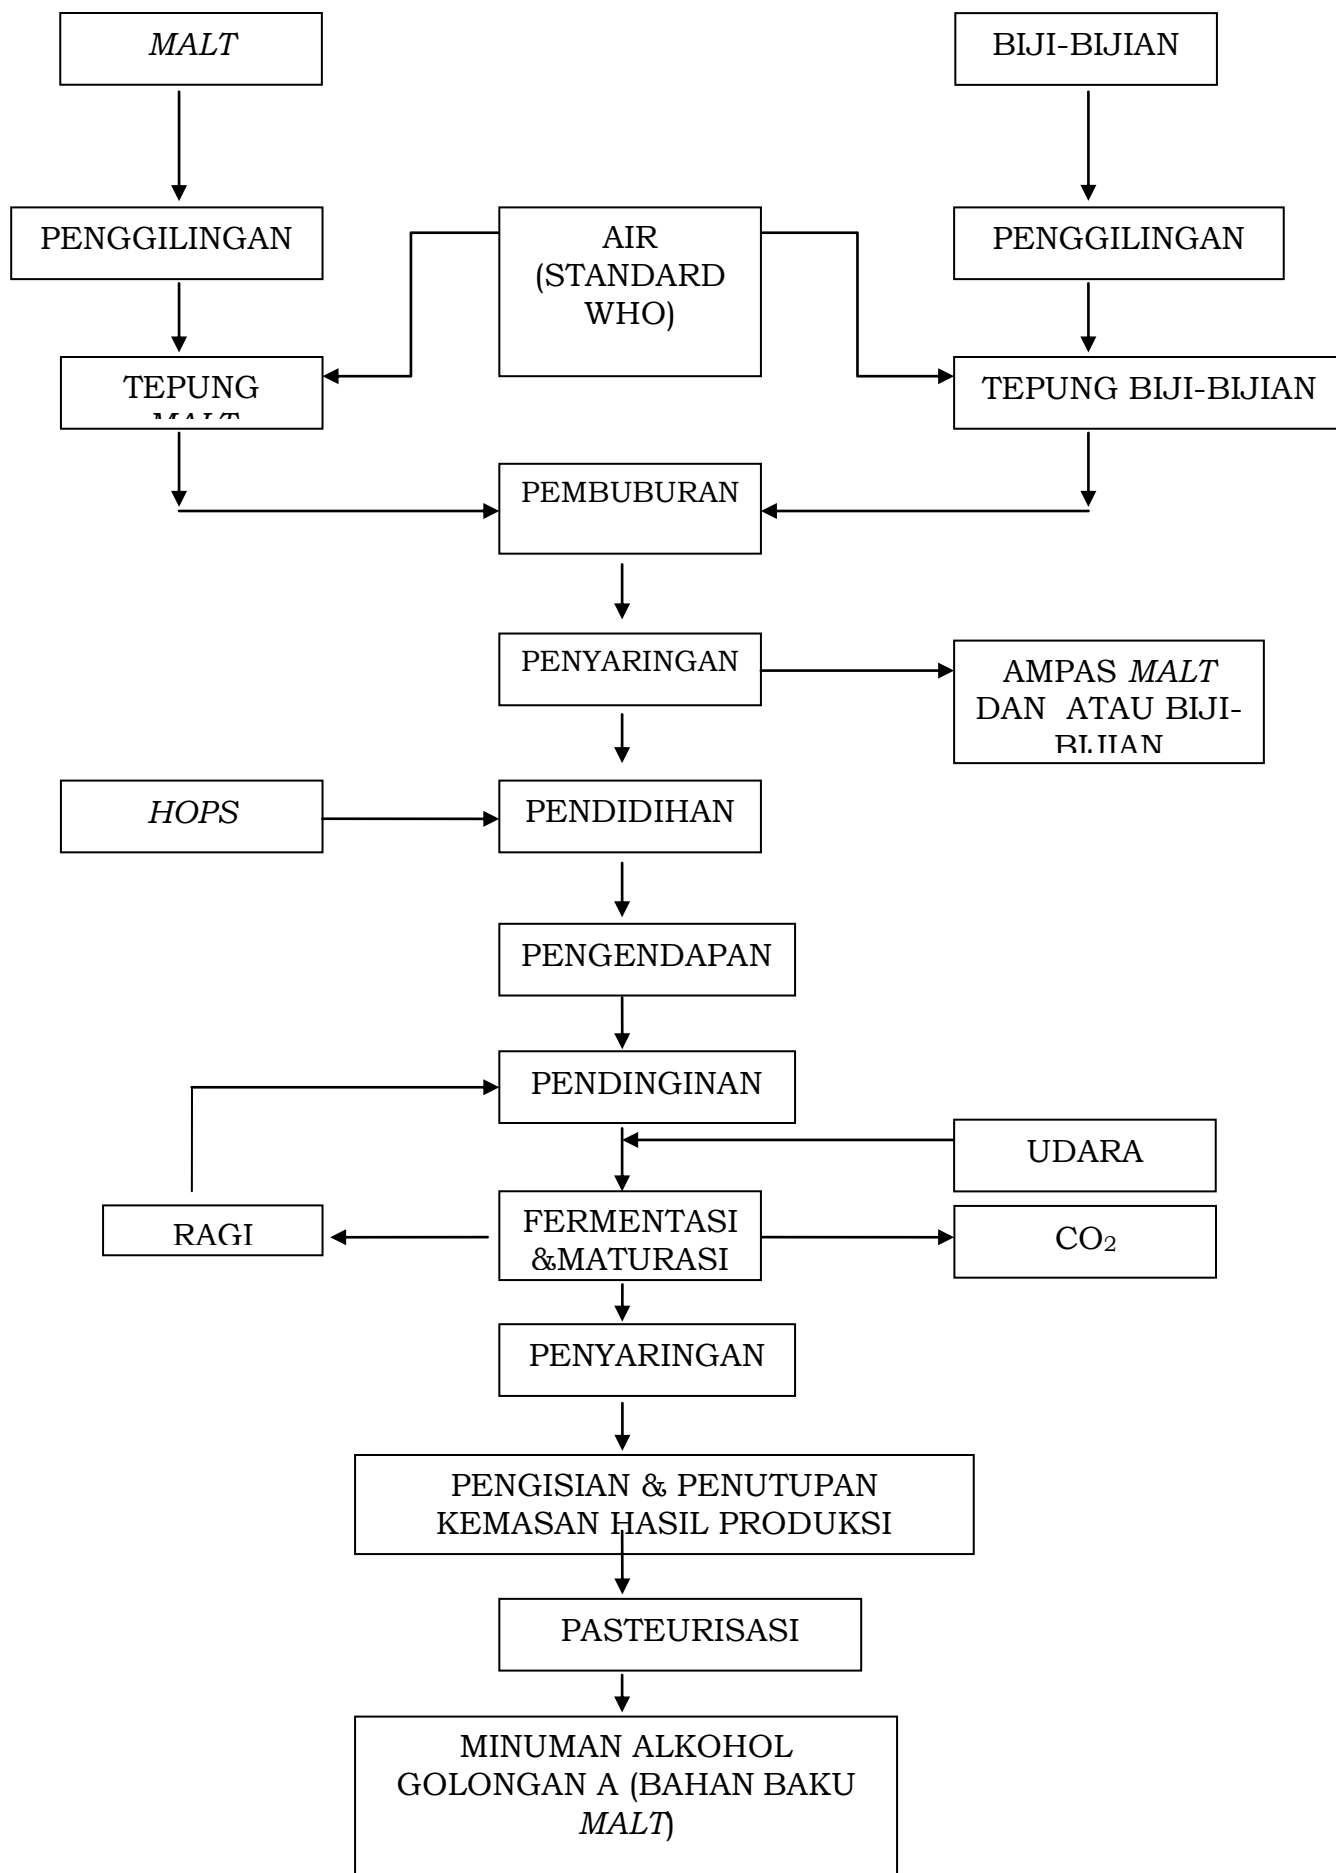 MALT
BIJI-BIJIAN
PENGGILINGAN
AIR
(STANDARD
WHO)
PENGGILINGAN
TEPUNG
MALT
TEPUNG BIJI-BIJIAN
PEMBUBURAN
PENYARINGAN
AMPAS MALT
DAN ATAU BIJI-
BIJIAN
HOPS
PENDIDIHAN
PENGENDAPAN
PENDINGINAN
UDARA
RAGI
FERMENTASI
&MATURASI
CO₂
PENYARINGAN
PENGISIAN & PENUTUPAN
KEMASAN HASIL PRODUKSI
PASTEURISASI
MINUMAN ALKOHOL
GOLONGAN A (BAHAN BAKU
MALT)